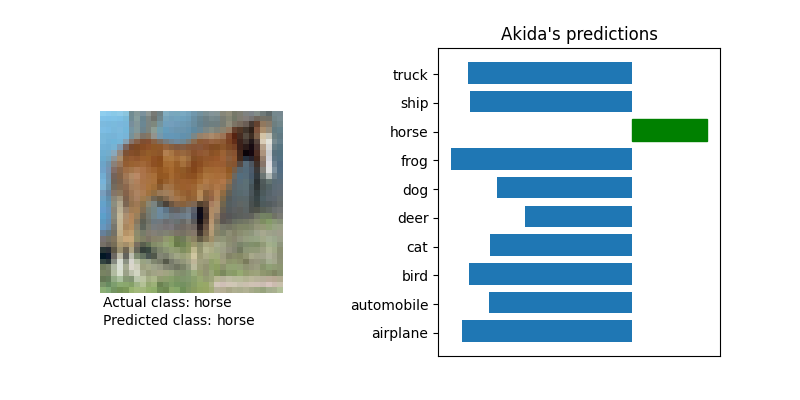 Akida's predictions
truck
ship
horse
frog
dog
deer
cat
bird
automobile
airplane
Actual class: horse
Predicted class: horse